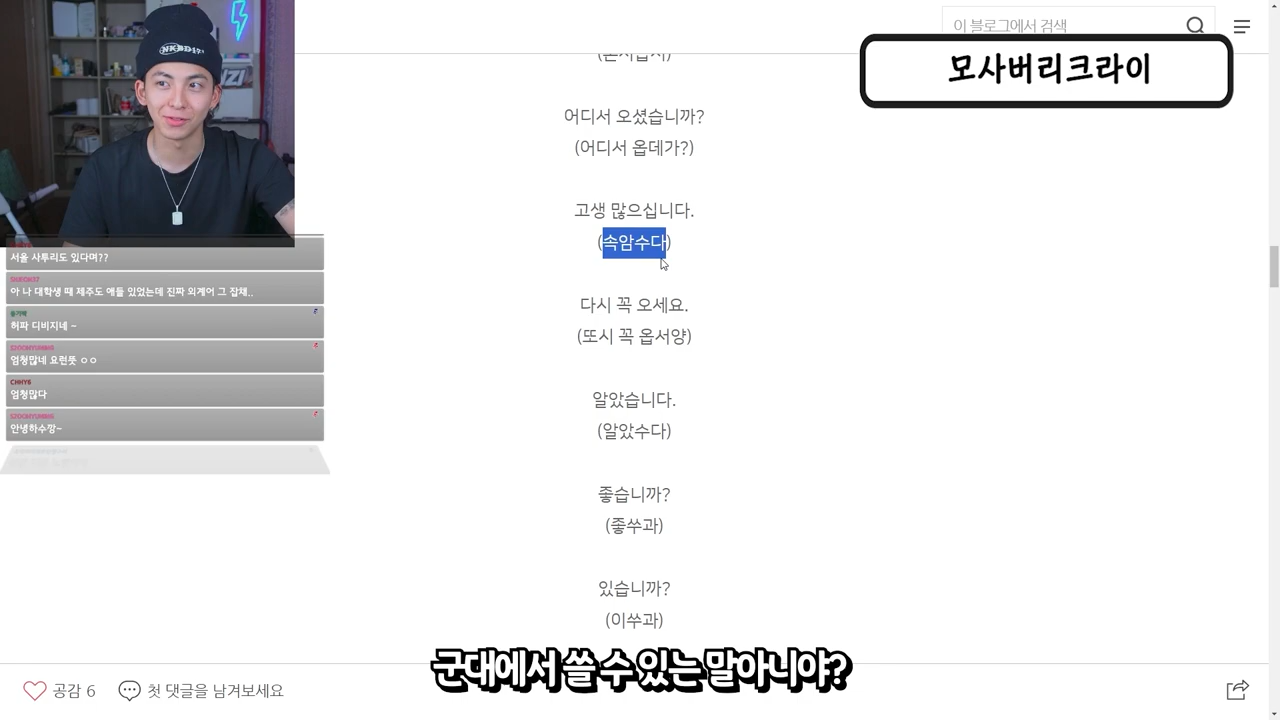 이 블로그에서 검색
모사버리크라이
어디서 오셨습니까?
(어디서 옵데가?)
고생 많으십니다.
(속암수다)
다시 꼭 오세요.
(또시 꼭 옵서양)
알았습니다.
(알았수다)
좋습니까?
(좋쑤과)
있습니까?
(이쑤과)
서울 사투리도 있다며??
아 나 대학생 때 제주도 애들 있었는데 진짜 외계어 그 잡채..
허파 디비지네 ~
엄청많네 요런뜻 ㅇㅇ
CHHY6
엄청많다
안녕하수깡~
군대에서 쓸 수 있는 말아니야?
공감 6
첫 댓글을 남겨보세요